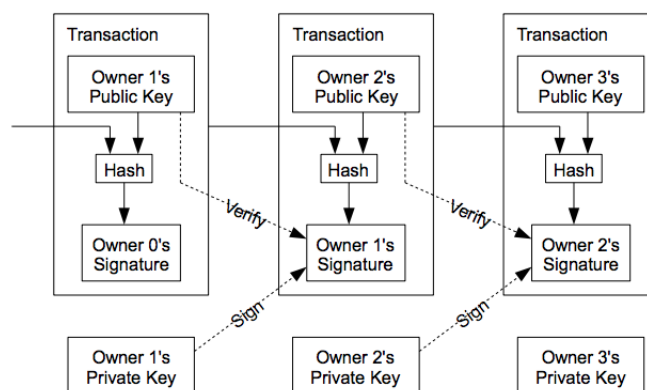 Transaction
Owner 1's
Public Key
Hash
Owner 0's
Signature
Transaction
Owner 2's
Public Key
Hash
Verify
Owner 1's
Signature
Transaction
Owner 3's
Public Key
Hash
Verify
Owner 2's
Signature
Sign
Sign
Owner 1's
Private Key
Owner 2's
Private Key
Owner 3's
Private Key